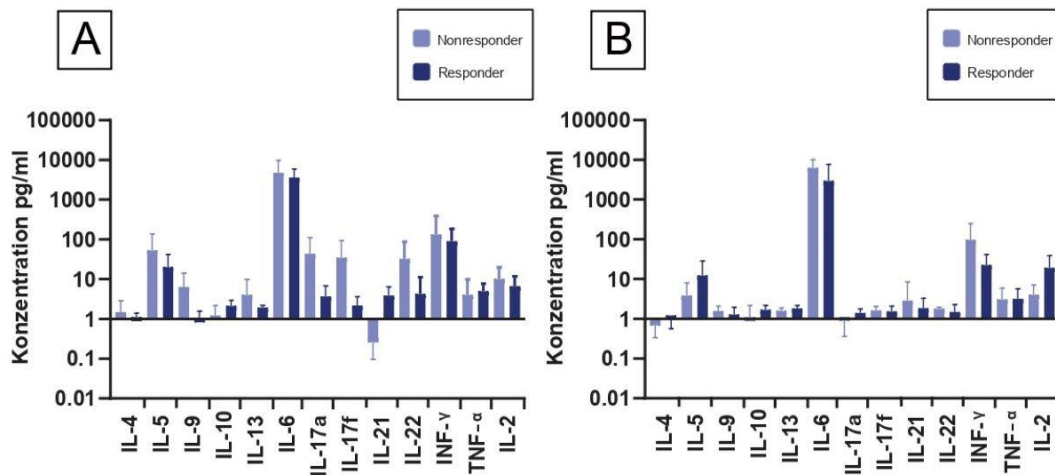 A
Nonresponder
Responder
Konzentration pg/ml
100000
10000
1000
100
10
1
0.1
0.01
IL-4
IL-5
IL-9
IL-10
IL-13
IL-6
IL-17a
IL-17f
IL-21
IL-22
INF-γ
TNF-α
IL-2
B
Nonresponder
Responder
Konzentration pg/ml
100000
10000
1000
100
10
1
0.1
0.01
IL-4
IL-5
IL-9
IL-10
IL-13
IL-6
IL-17a
IL-17f
IL-21
IL-22
INF-γ
TNF-α
IL-2